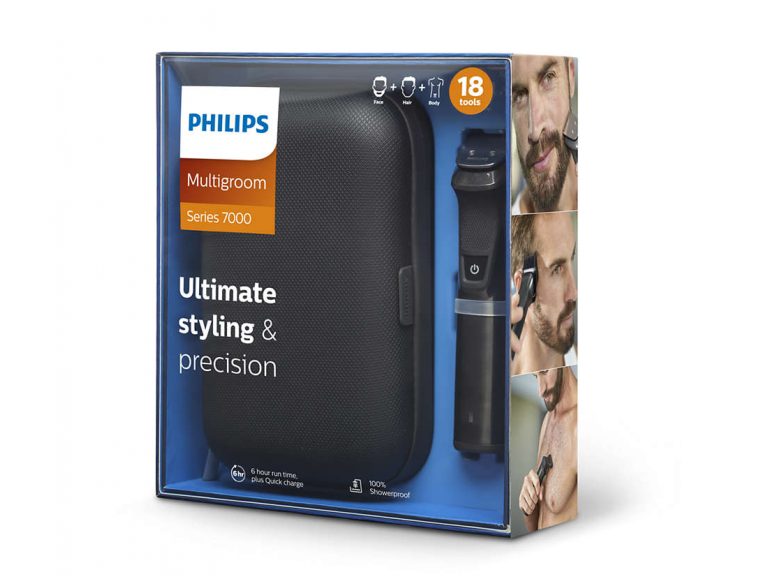 PHILIPS
Multigroom
Series 7000
Face + Hair + Body
18
tools
Ultimate
styling &
precision
6hr
6 hour run time,
plus Quick charge
100%
Showerproof